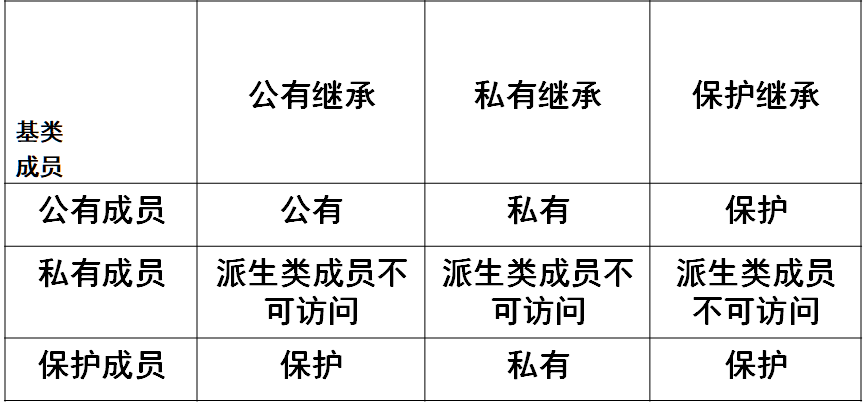 公有继承
私有继承
保护继承
基类
成员
公有成员
公有
私有
保护
私有成员
派生类成员不
可访问
派生类成员不
可访问
派生类成员
不可访问
保护成员
保护
私有
保护